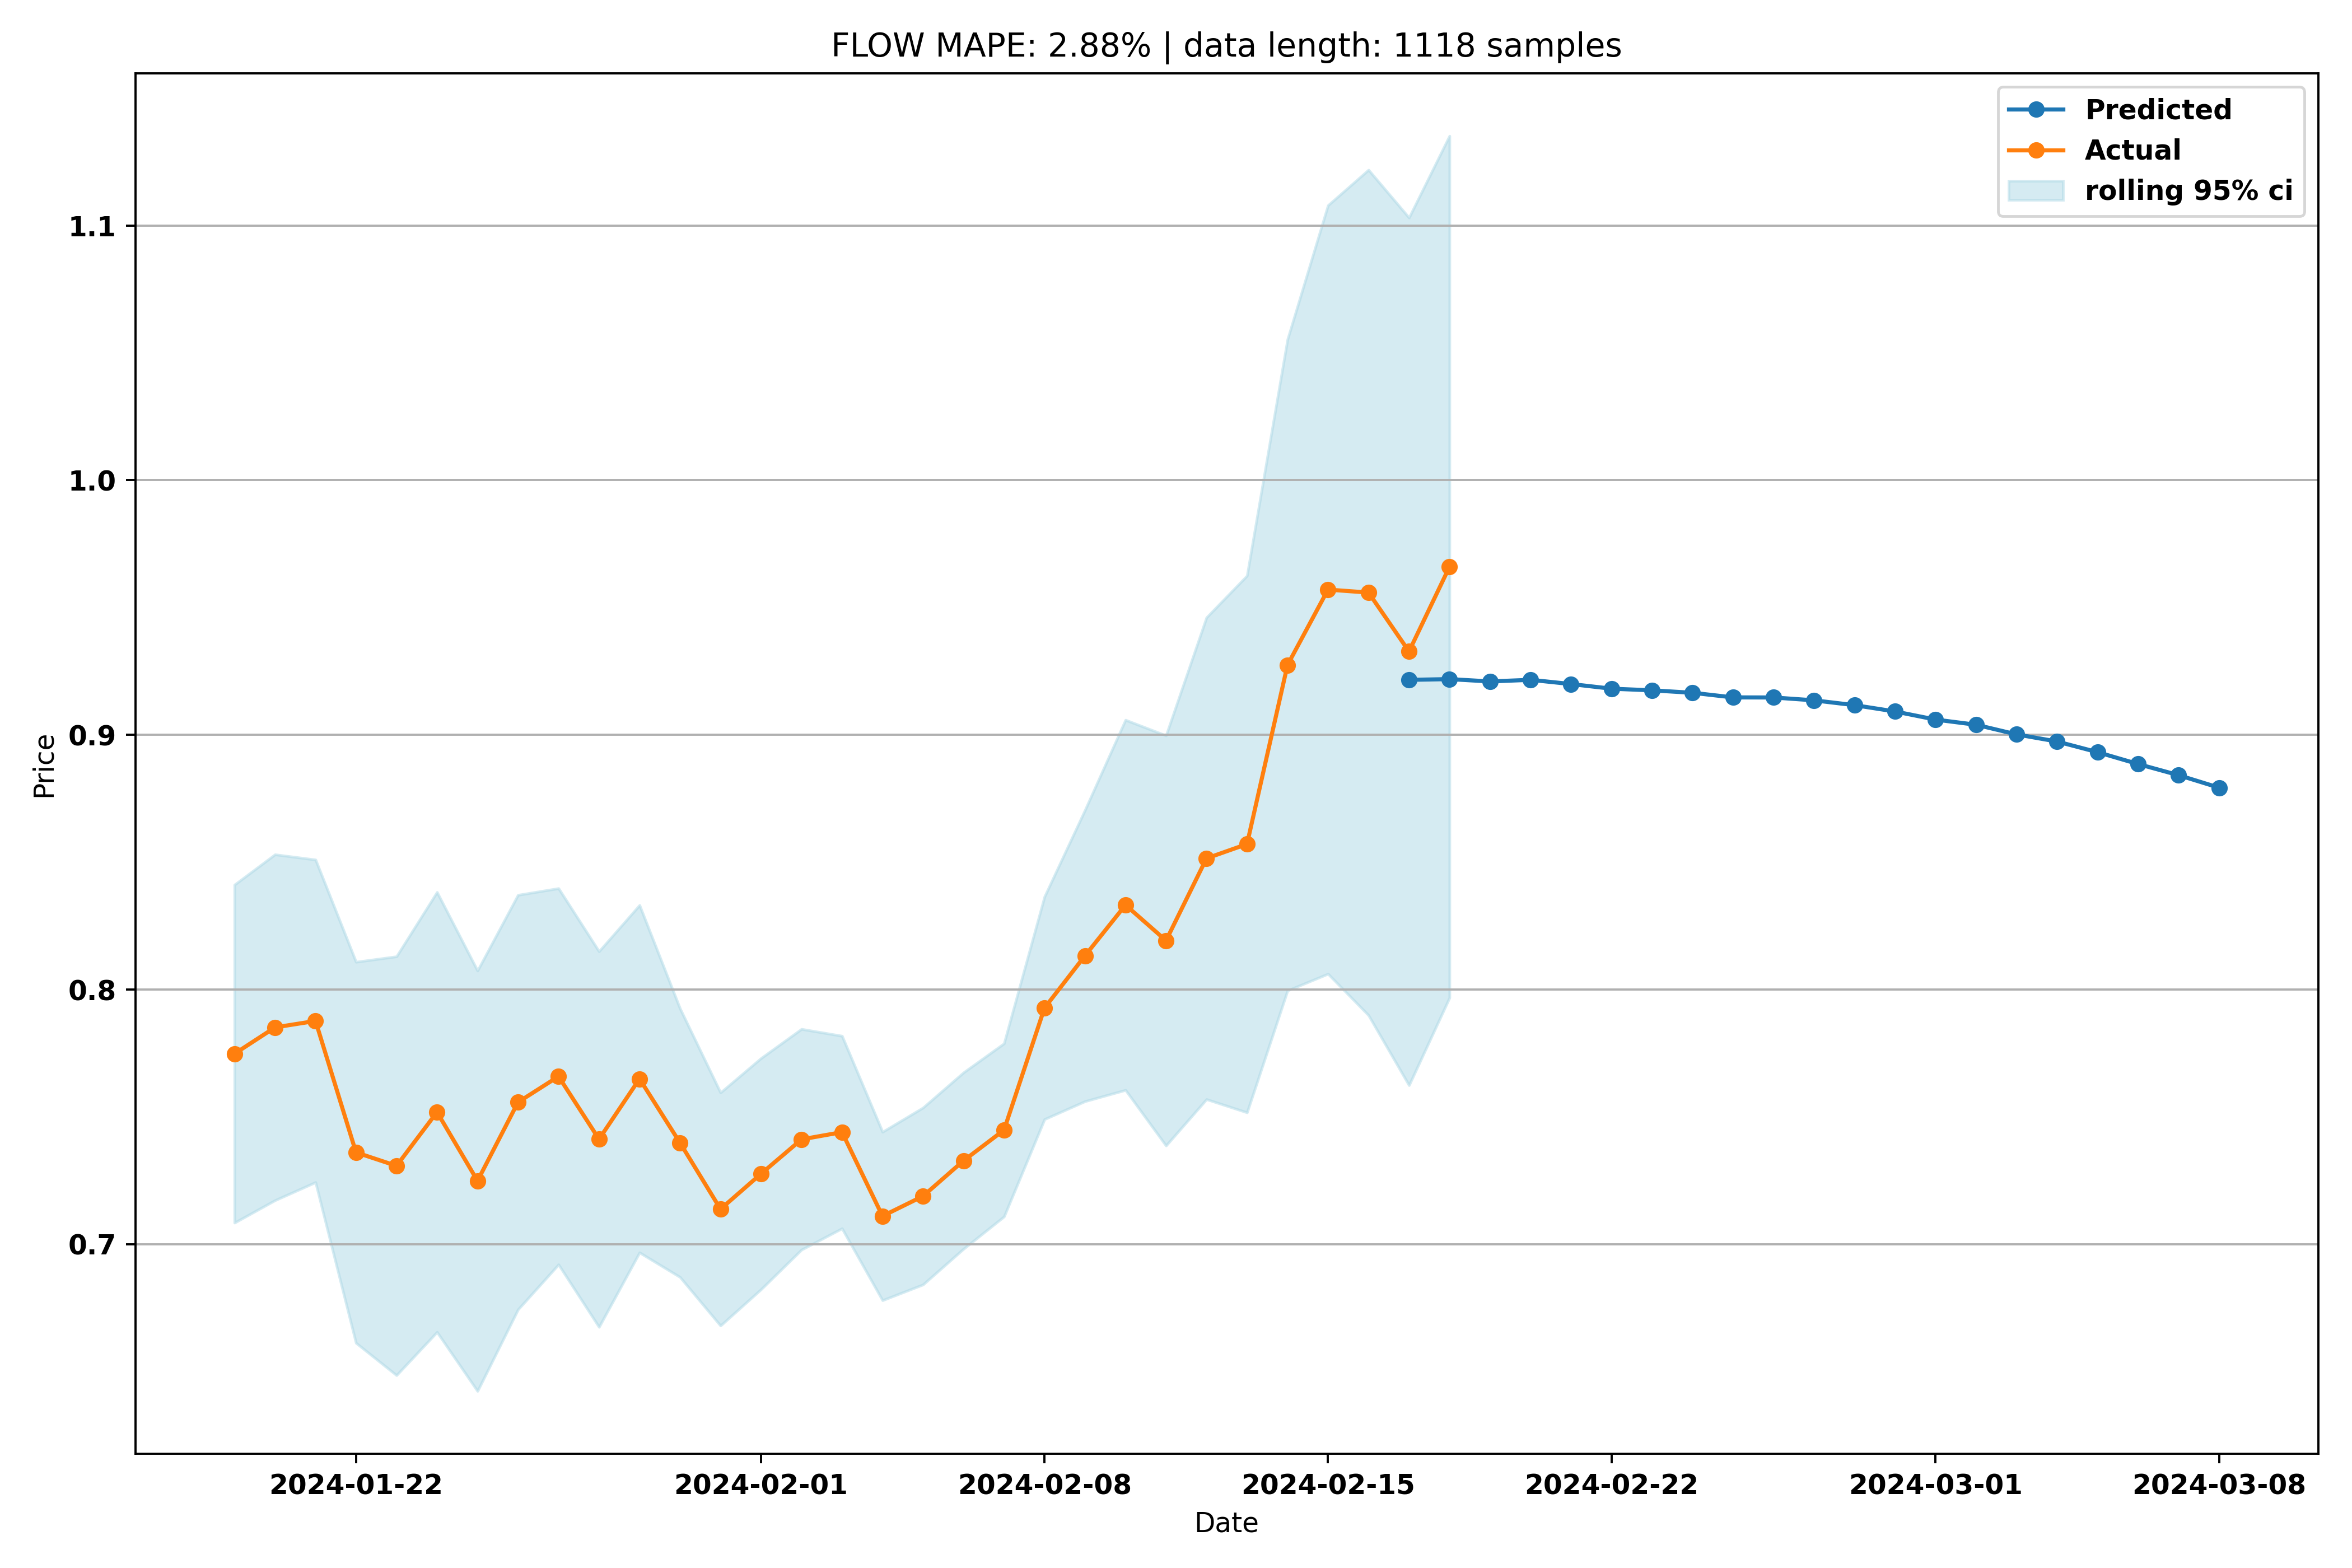 FLOW MAPE: 2.88% | data length: 1118 samples
Predicted
Actual
rolling 95% ci
1.1
1.0
0.9
0.8
0.7
Price
2024-01-22
2024-02-01
2024-02-08
2024-02-15
2024-02-22
2024-03-01
2024-03-08
Date